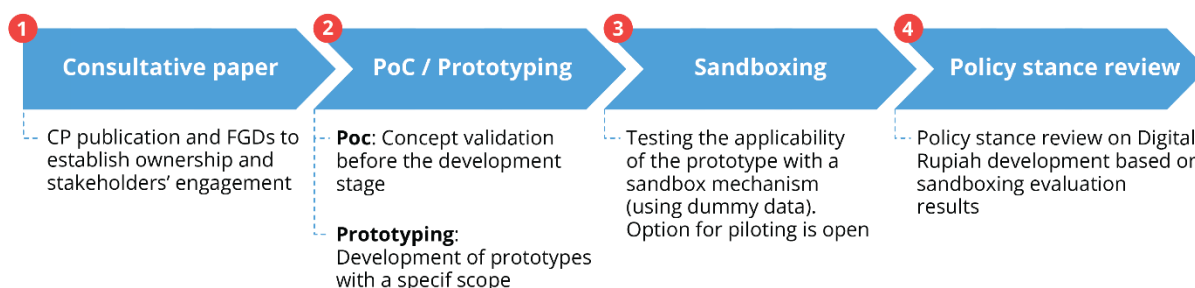 1
Consultative paper
CP publication and FGDs to
establish ownership and
stakeholders’ engagement
2
PoC / Prototyping
Poc: Concept validation
before the development
stage
Prototyping:
Development of prototypes
with a specif scope
3
Sandboxing
Testing the applicability
of the prototype with a
sandbox mechanism
(using dummy data).
Option for piloting is open
4
Policy stance review
Policy stance review on Digital
Rupiah development based on
sandboxing evaluation
results